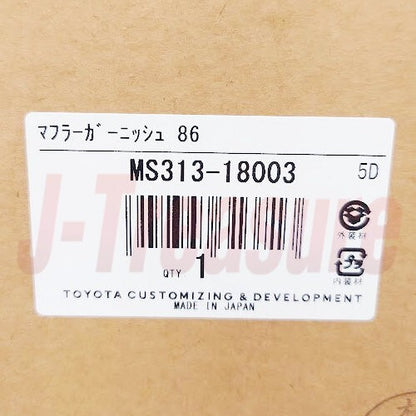 ﾏﾌﾗｰｶﾞｰﾆｯｼｭ 86
MS313-18003 5D
外装材
QTY 1
内装材
TOYOTA CUSTOMIZING & DEVELOPMENT
MADE IN JAPAN
J-Treasure